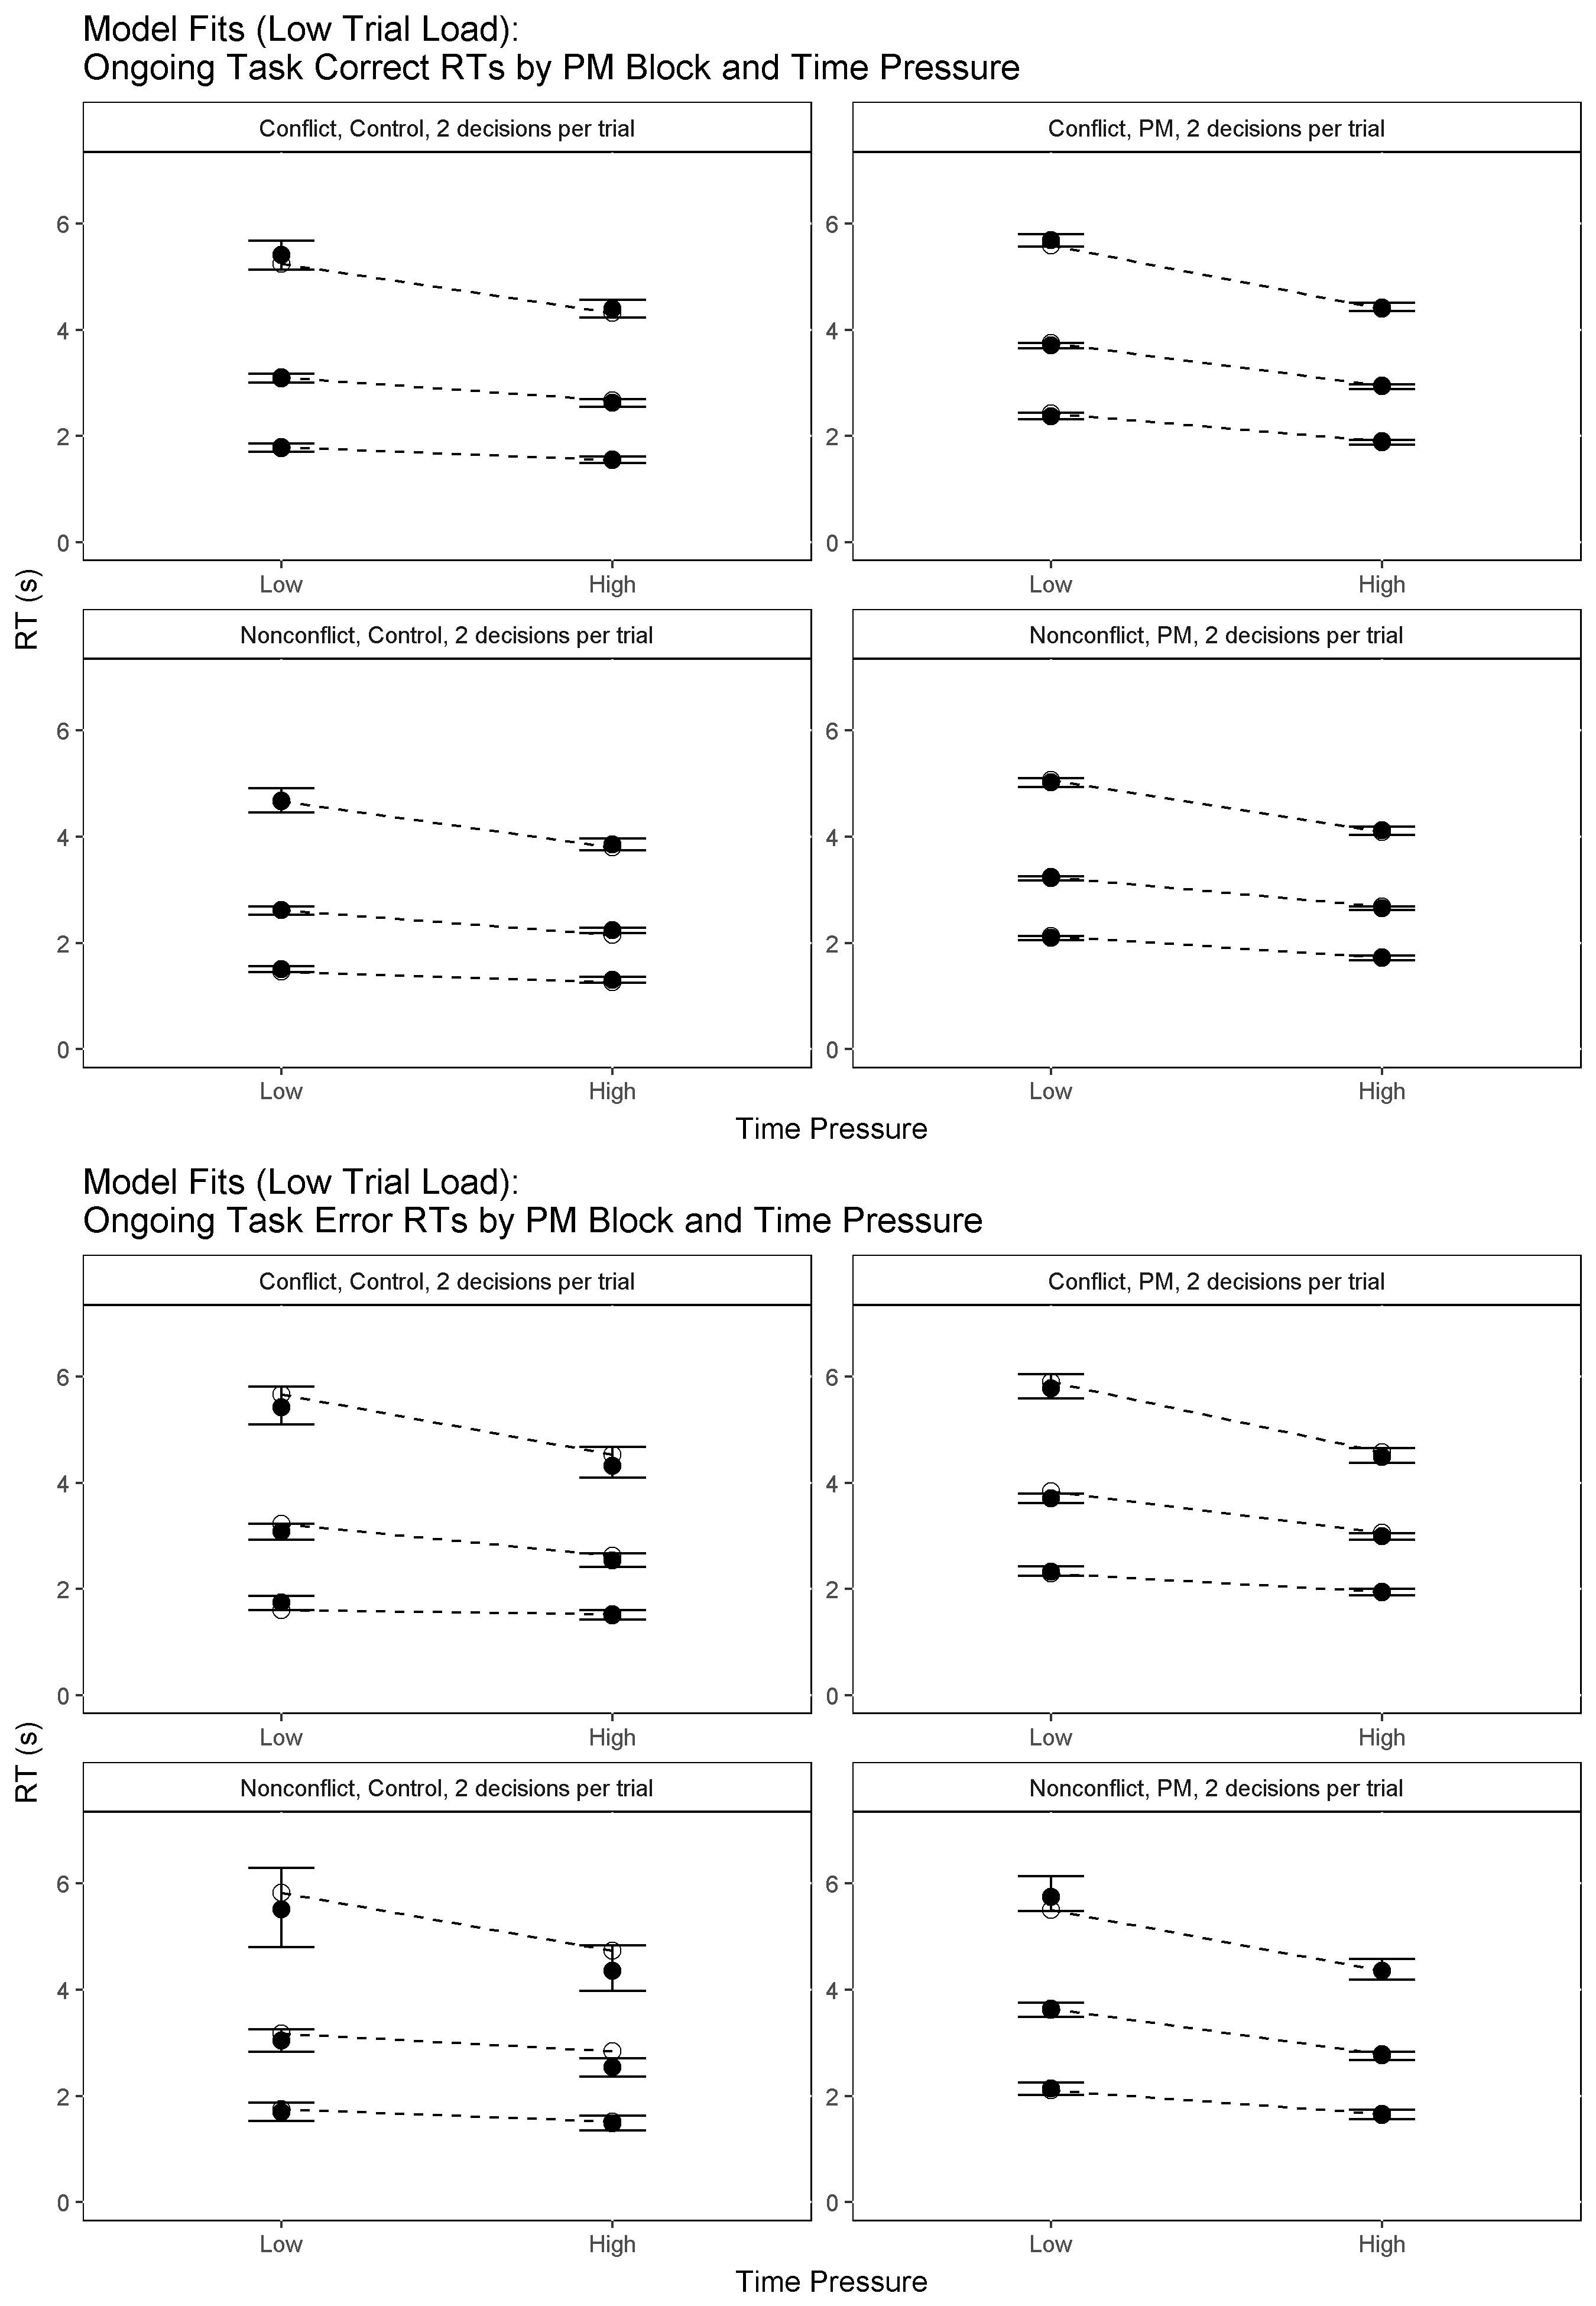 Model Fits (Low Trial Load):
Ongoing Task Correct RTs by PM Block and Time Pressure
Conflict, Control, 2 decisions per trial
Conflict, PM, 2 decisions per trial
6
4
2
0
6
4
2
0
Low
High
Low
High
RT (s)
Nonconflict, Control, 2 decisions per trial
Nonconflict, PM, 2 decisions per trial
6
4
2
0
6
4
2
0
Low
High
Low
High
Time Pressure
Model Fits (Low Trial Load):
Ongoing Task Error RTs by PM Block and Time Pressure
Conflict, Control, 2 decisions per trial
Conflict, PM, 2 decisions per trial
6
4
2
0
6
4
2
0
Low
High
Low
High
RT (s)
Nonconflict, Control, 2 decisions per trial
Nonconflict, PM, 2 decisions per trial
6
4
2
0
6
4
2
0
Low
High
Low
High
Time Pressure